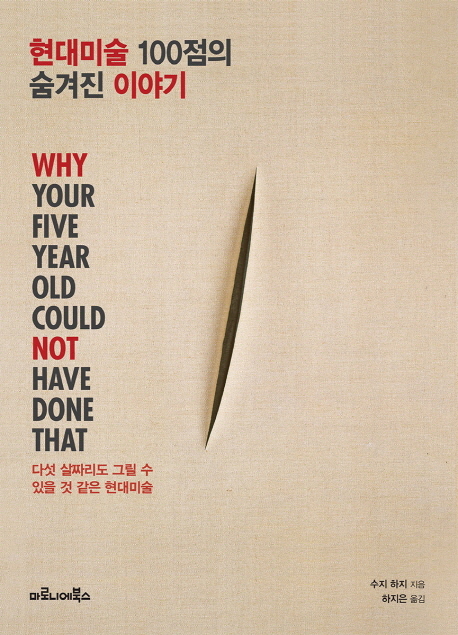 현대미술 100점의
숨겨진 이야기
WHY
YOUR
FIVE
YEAR
OLD
COULD
NOT
HAVE
DONE
THAT
다섯 살짜리도 그릴 수
있을 것 같은 현대미술
수지 하지 지음
하지은 옮김
마로니에북스